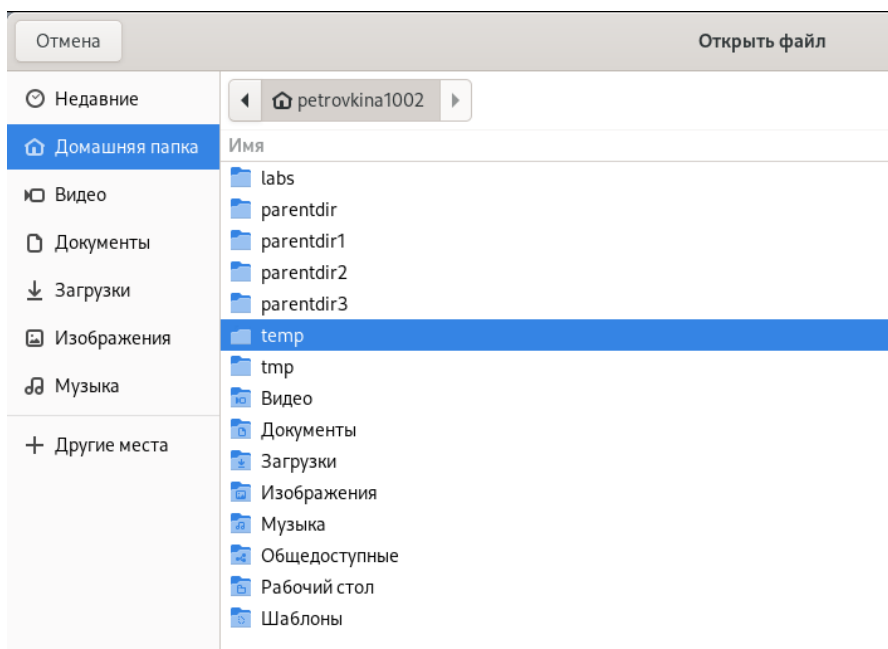 Отмена
Открыть файл
Недавние
Домашняя папка
Видео
Документы
Загрузки
Изображения
Музыка
Другие места
petrovkina1002
Имя
labs
parentdir
parentdir1
parentdir2
parentdir3
temp
tmp
Видео
Документы
Загрузки
Изображения
Музыка
Общедоступные
Рабочий стол
Шаблоны